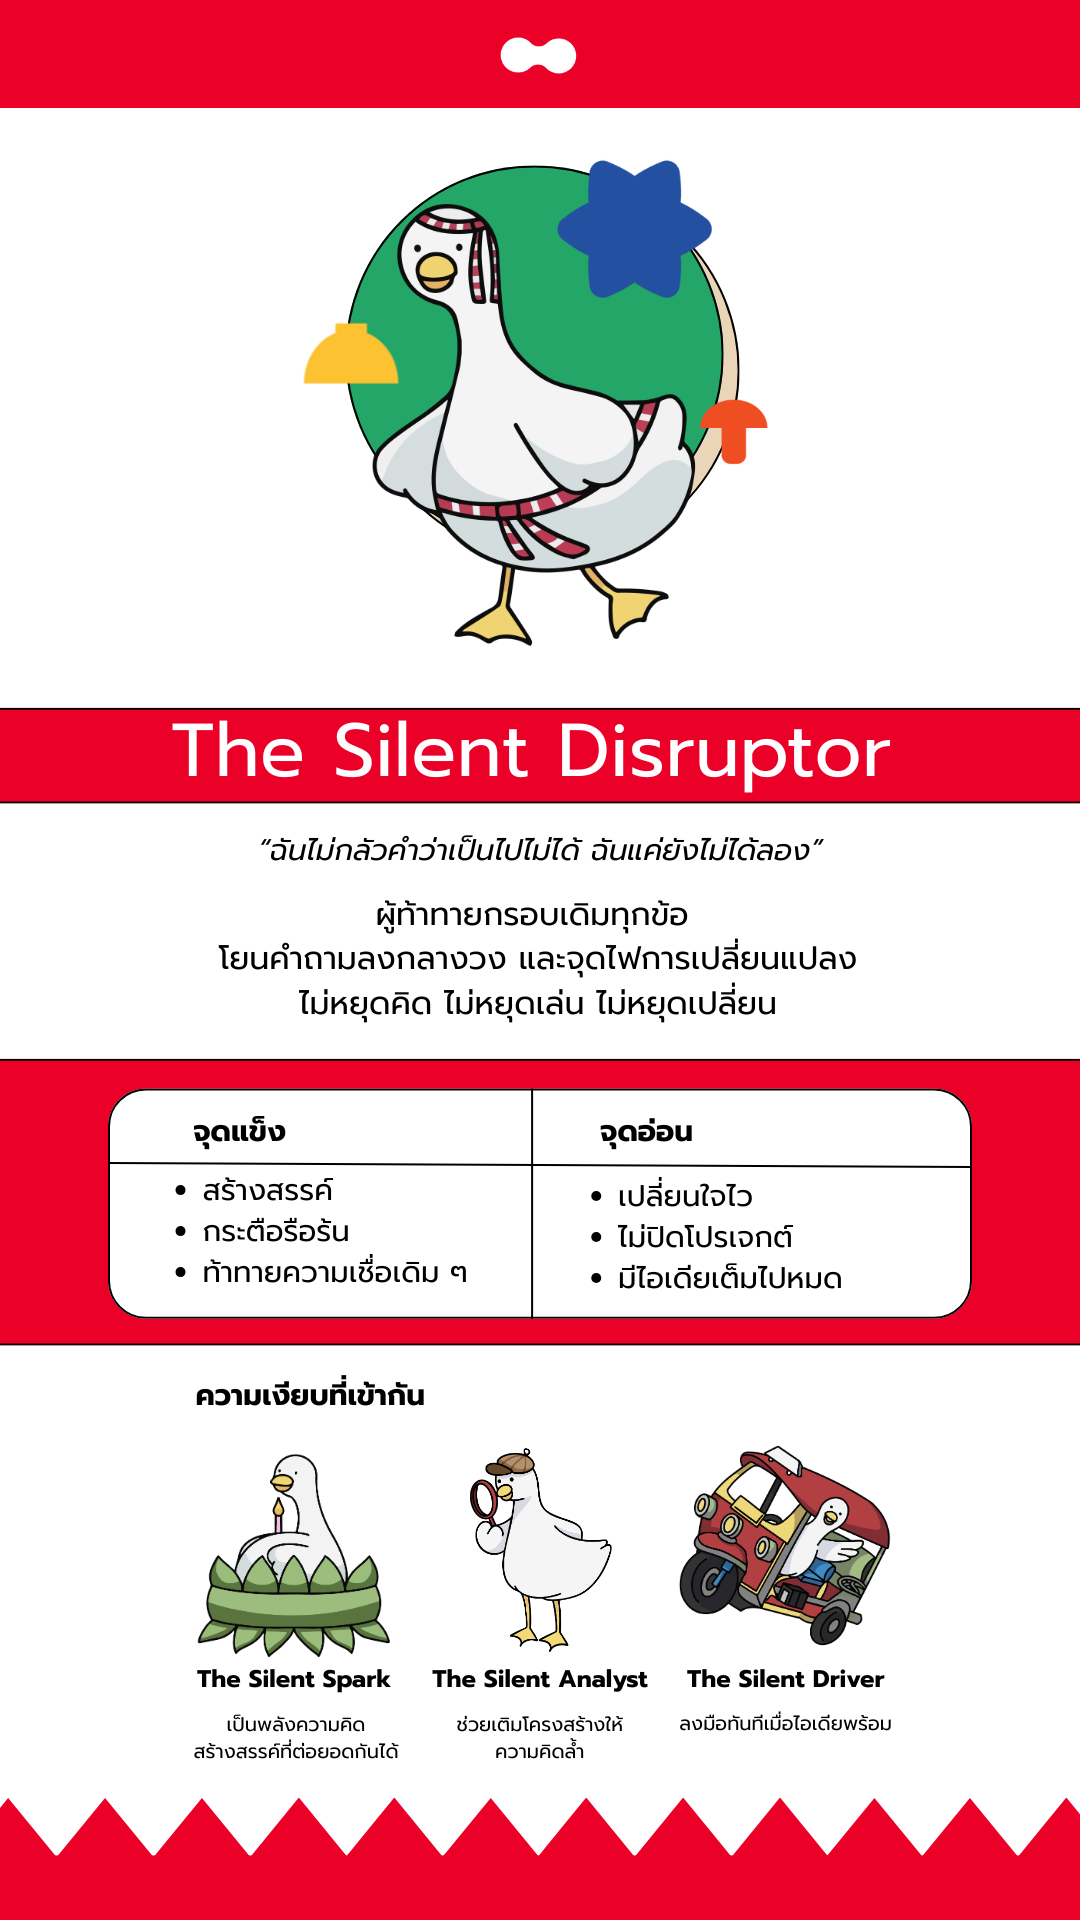 The Silent Disruptor
“ฉันไม่กลัวคำว่าเป็นไปไม่ได้ ฉันแค่ยังไม่ได้ลอง”
ผู้ท้าทายกรอบเดิมทุกข้อ
โยนคำถามลงกลางวง และจุดไฟการเปลี่ยนแปลง
ไม่หยุดคิด ไม่หยุดเล่น ไม่หยุดเปลี่ยน
จุดแข็ง
• สร้างสรรค์
• กระตือรือร้น
• ท้าทายความเชื่อเดิม ๆ
จุดอ่อน
• เปลี่ยนใจไว
• ไม่ปิดโปรเจกต์
• มีไอเดียเต็มไปหมด
ความเงียบที่เข้ากัน
The Silent Spark
เป็นพลังความคิด
สร้างสรรค์ที่ต่อยอดกันได้
The Silent Analyst
ช่วยเติมโครงสร้างให้
ความคิดล้ำ
The Silent Driver
ลงมือทันทีเมื่อไอเดียพร้อม